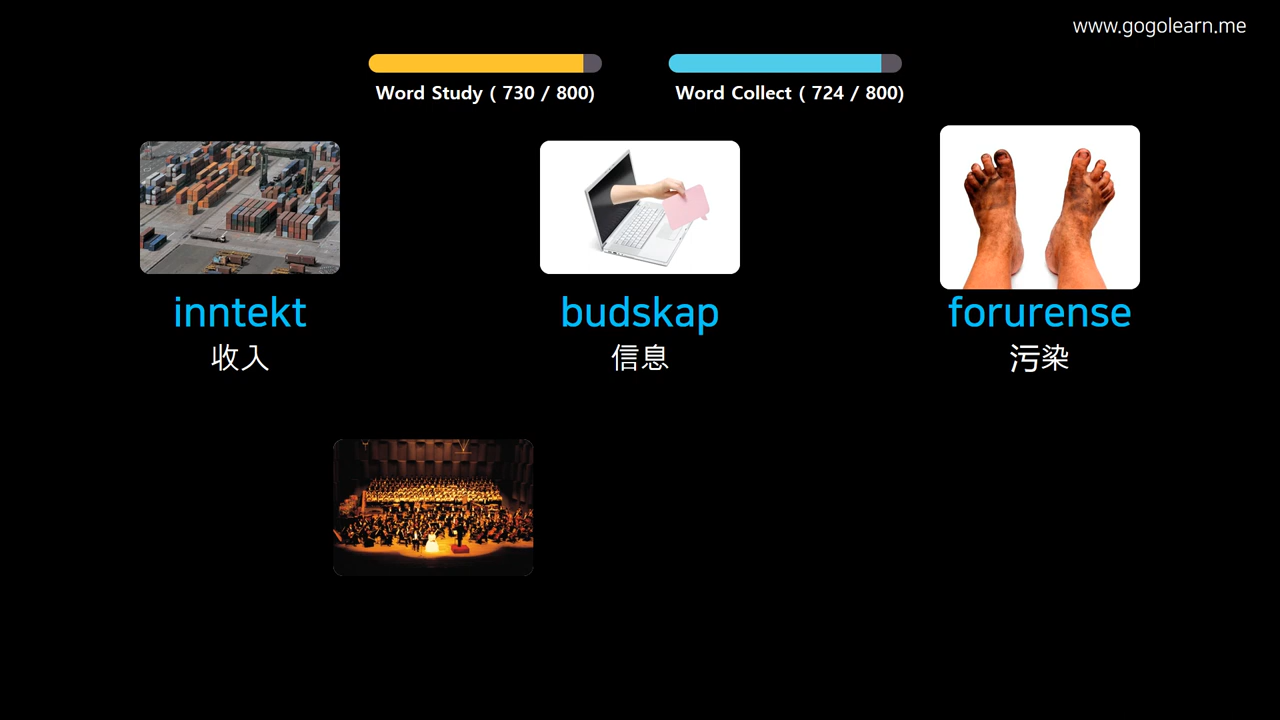 www.gogolearn.me
Word Study ( 730 / 800)
Word Collect ( 724 / 800)
inntekt
budskap
forurense
收入
信息
污染